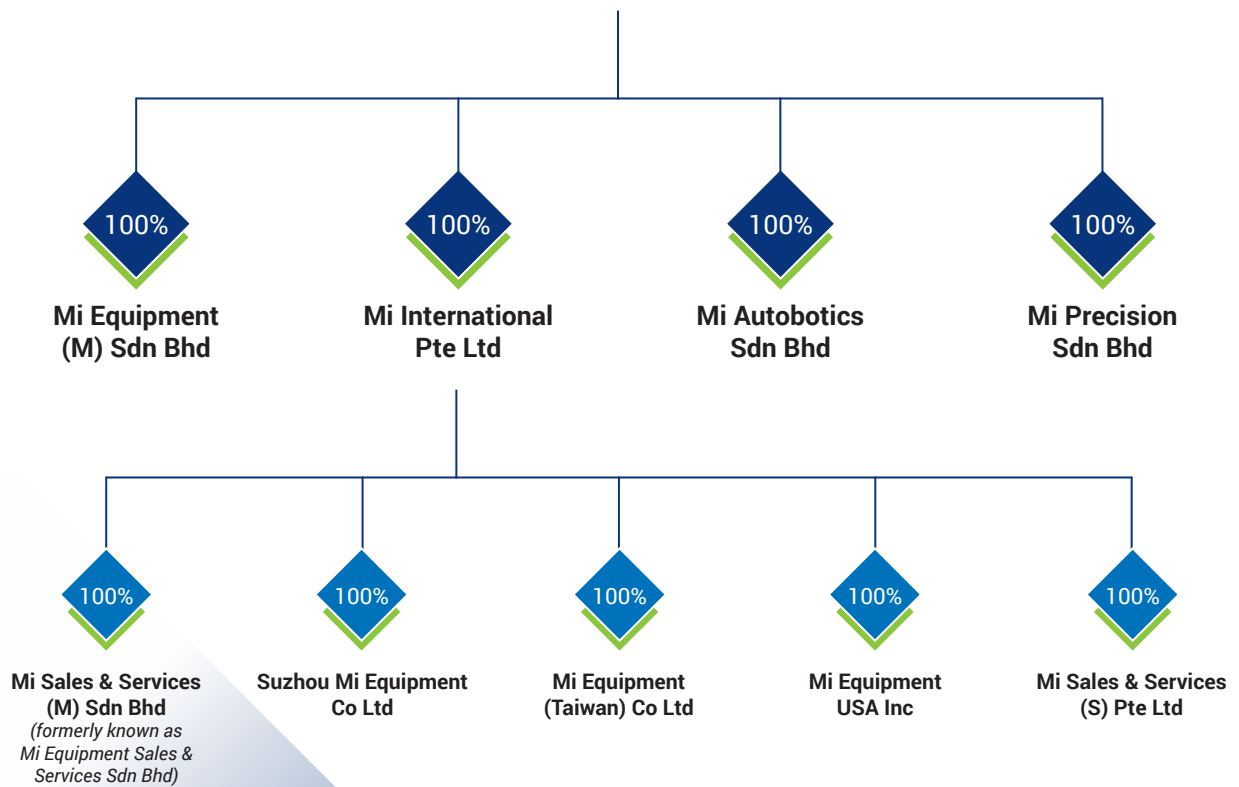 100%
100%
100%
100%
Mi Equipment
(M) Sdn Bhd
Mi International
Pte Ltd
Mi Autobotics
Sdn Bhd
Mi Precision
Sdn Bhd
100%
100%
100%
100%
100%
Mi Sales & Services
(M) Sdn Bhd
(formerly known as
Mi Equipment Sales &
Services Sdn Bhd)
Suzhou Mi Equipment
Co Ltd
Mi Equipment
(Taiwan) Co Ltd
Mi Equipment
USA Inc
Mi Sales & Services
(S) Pte Ltd